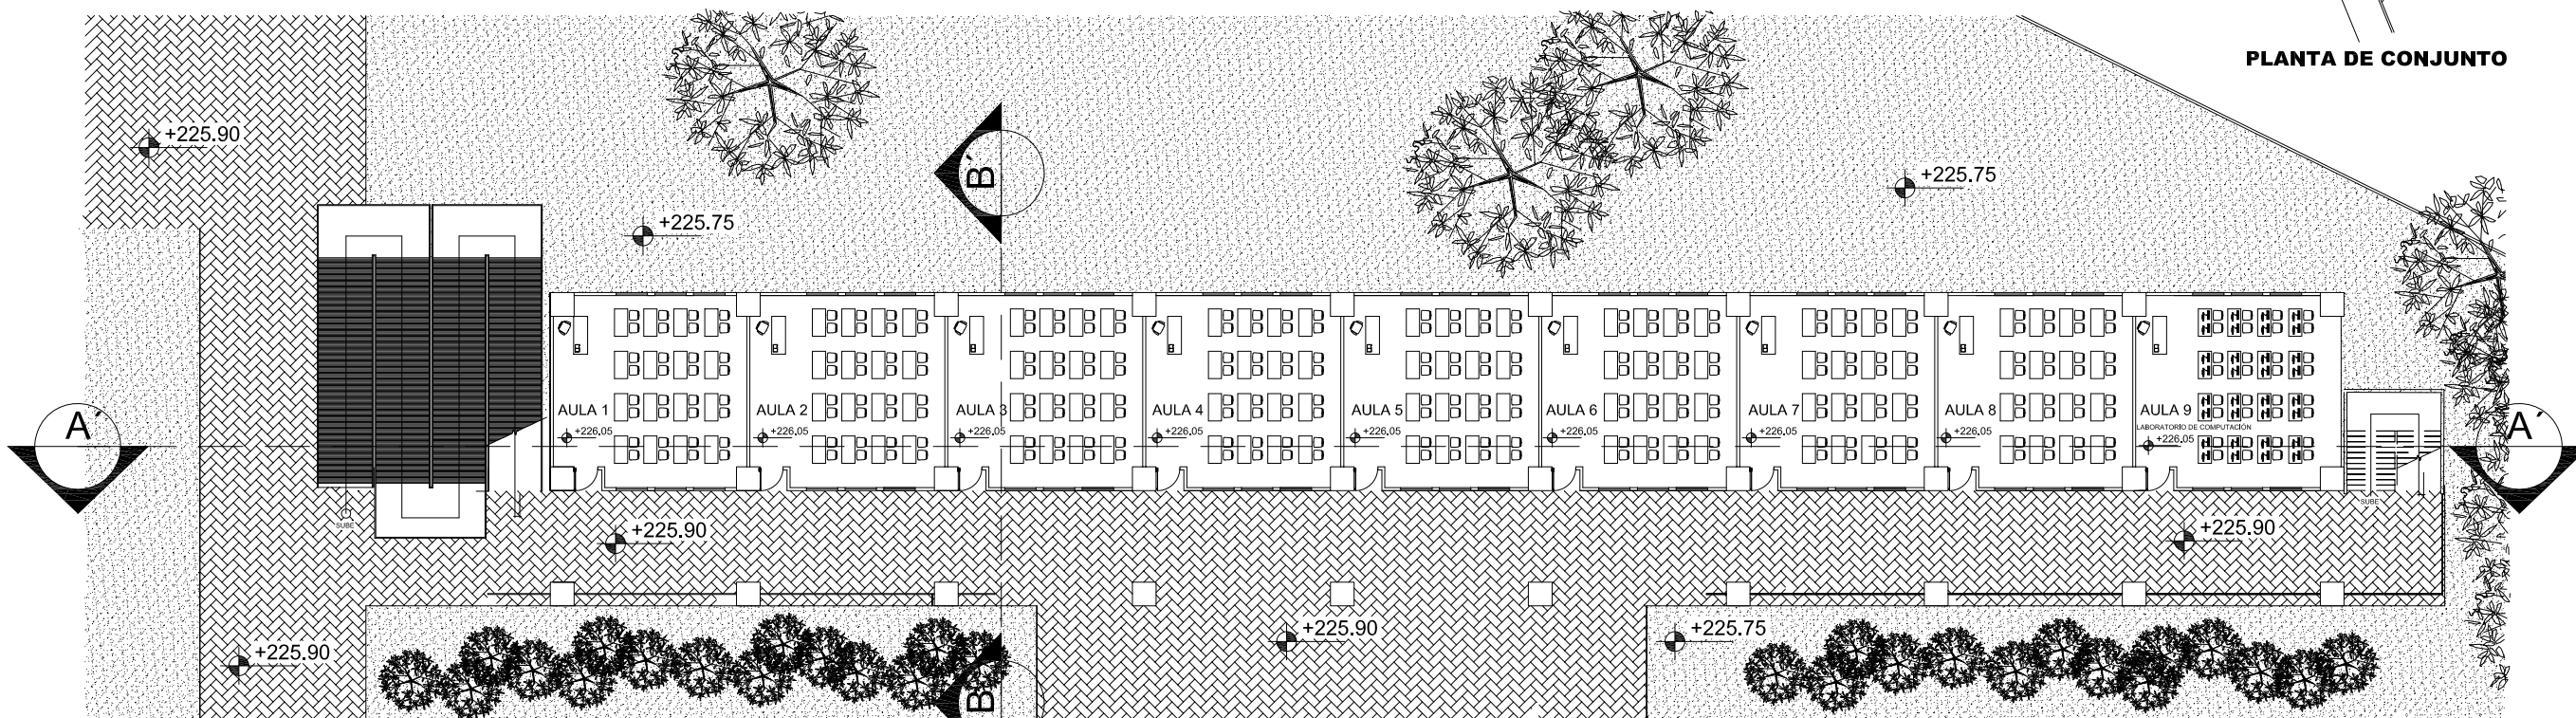 PLANTA DE CONJUNTO
+225.90
B´
+225.75
+225.75
A´
AULA 1
+226.05
AULA 2
+226.05
AULA 3
+226.05
AULA 4
+226.05
AULA 5
+226.05
AULA 6
+226.05
AULA 7
+226.05
AULA 8
+226.05
AULA 9
LABORATORIO DE COMPUTACIÓN
+226.05
A´
SUBE
SUBE
+225.90
+225.90
+225.90
+225.90
+225.75
B